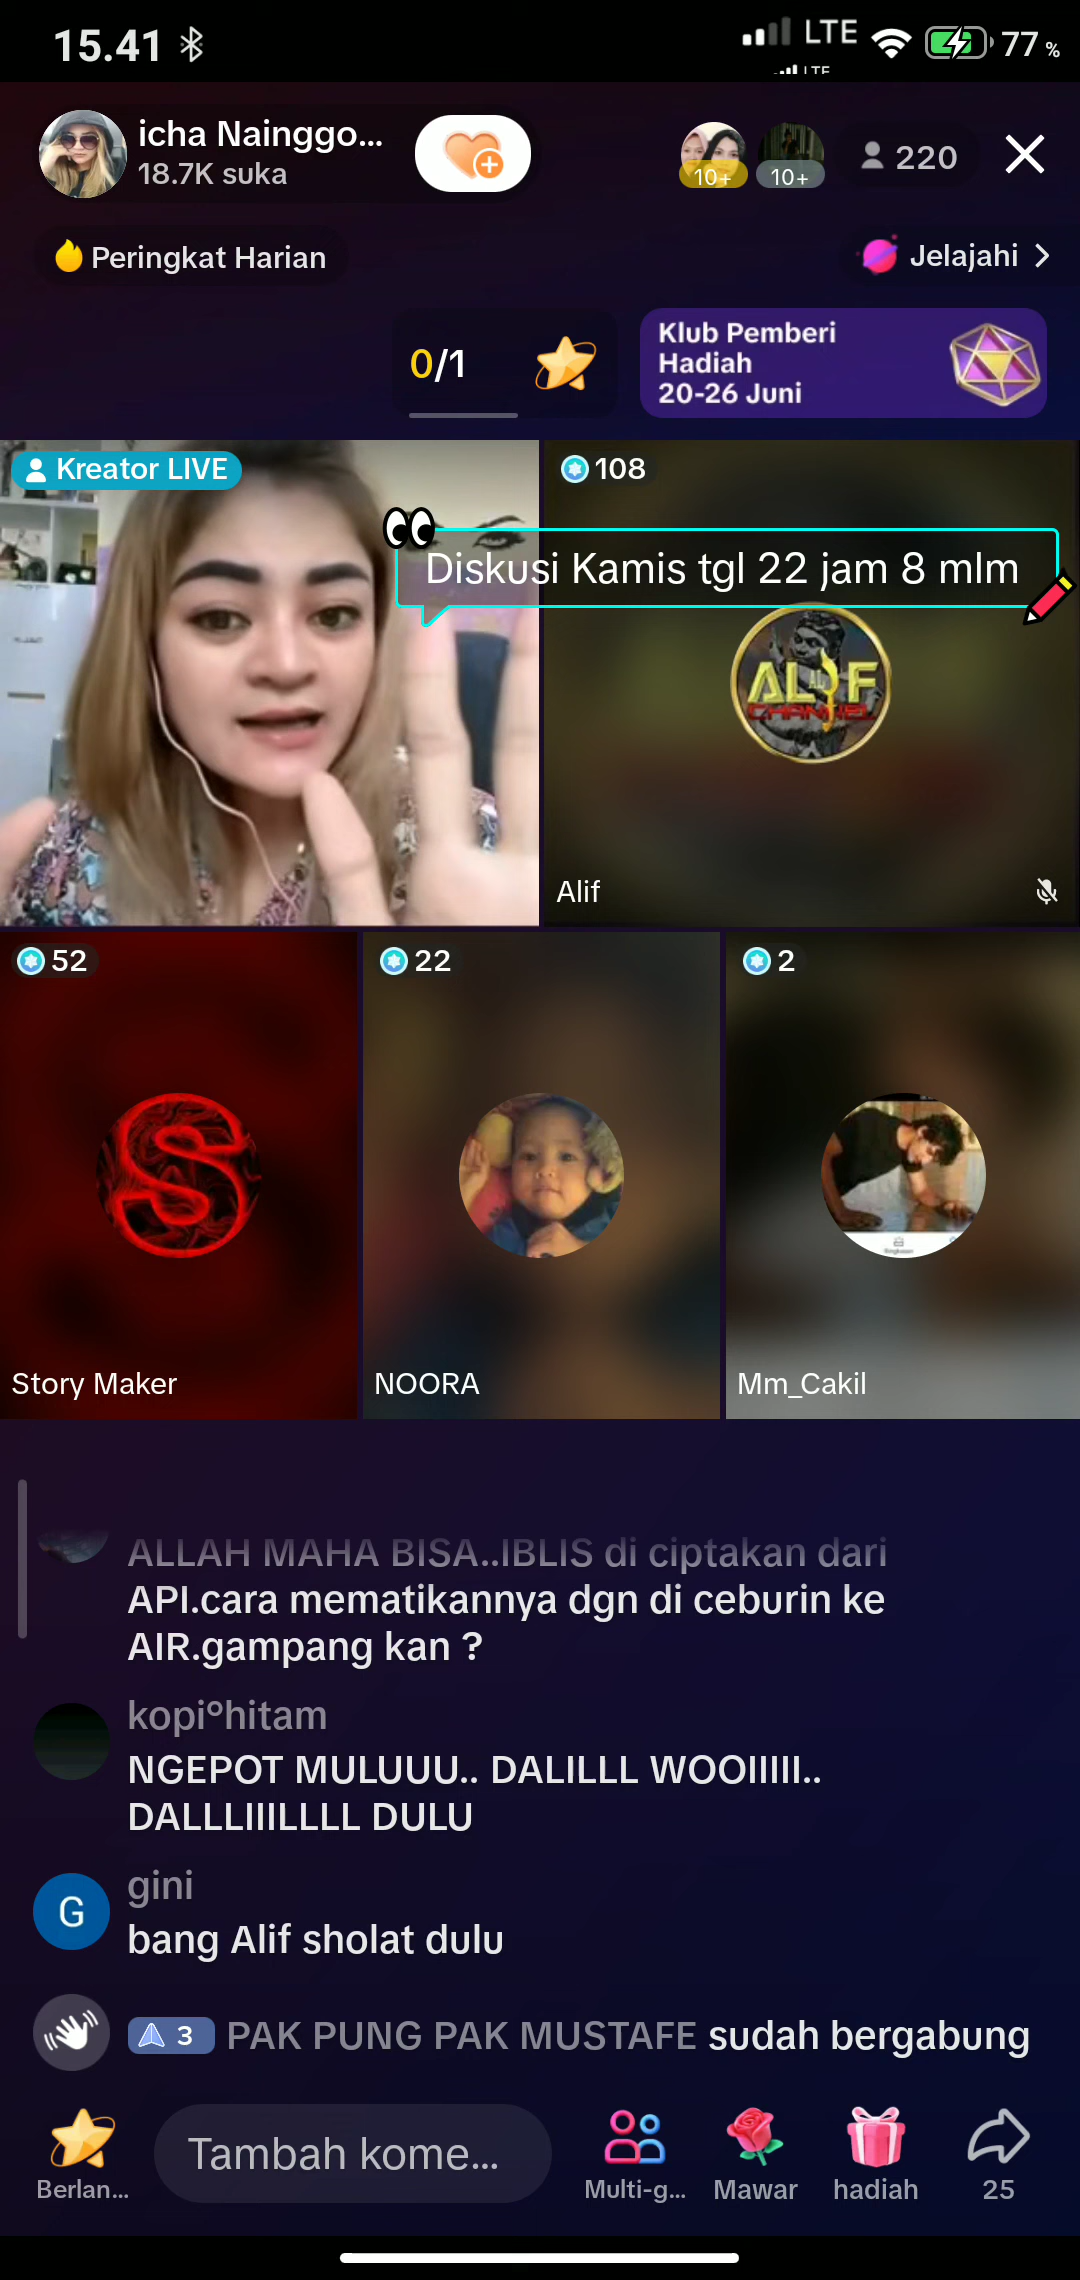 15.41
LTE
77 %
LTE
icha Nainggo...
18.7K suka
10+
10+
220
Peringkat Harian
Jelajahi
0/1
Klub Pemberi
Hadiah
20-26 Juni
Kreator LIVE
108
Diskusi Kamis tgl 22 jam 8 mlm
ALIF
AL
CHANNEL
Alif
52
22
2
S
Story Maker
NOORA
Mm_Cakil
ALLAH MAHA BISA..IBLIS di ciptakan dari
API.cara mematikannya dgn di ceburin ke
AIR.gampang kan ?
kopi°hitam
NGEPOT MULUUU.. DALILLL WOOIIIII..
DALLLIIILLLL DULU
G
gini
bang Alif sholat dulu
3 PAK PUNG PAK MUSTAFE sudah bergabung
Berlan...
Tambah kome...
Multi-g...
Mawar
hadiah
25